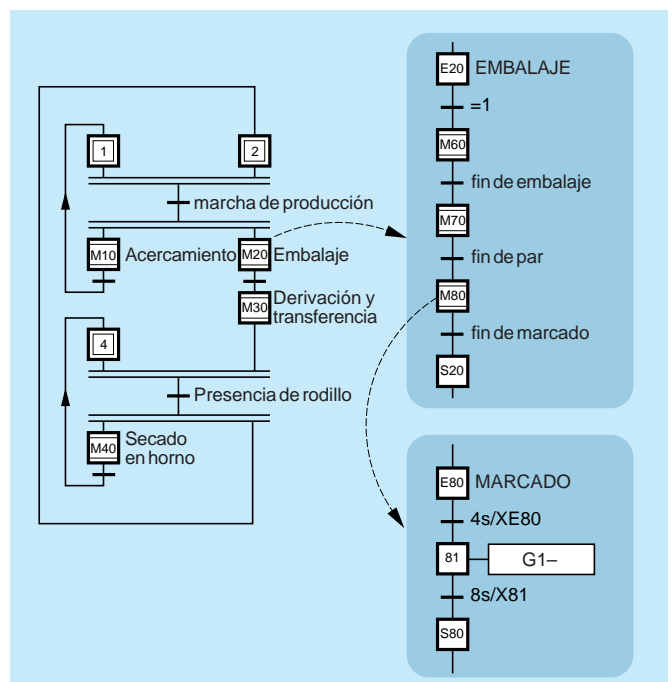 1
2
marcha de producción
M10
Acercamiento
M20
Embalaje
M30
Derivación y
transferencia
4
Presencia de rodillo
M40
Secado
en horno
E20
EMBALAJE
=1
M60
fin de embalaje
M70
fin de par
M80
fin de marcado
S20
E80
MARCADO
4s/XE80
81
G1–
8s/X81
S80